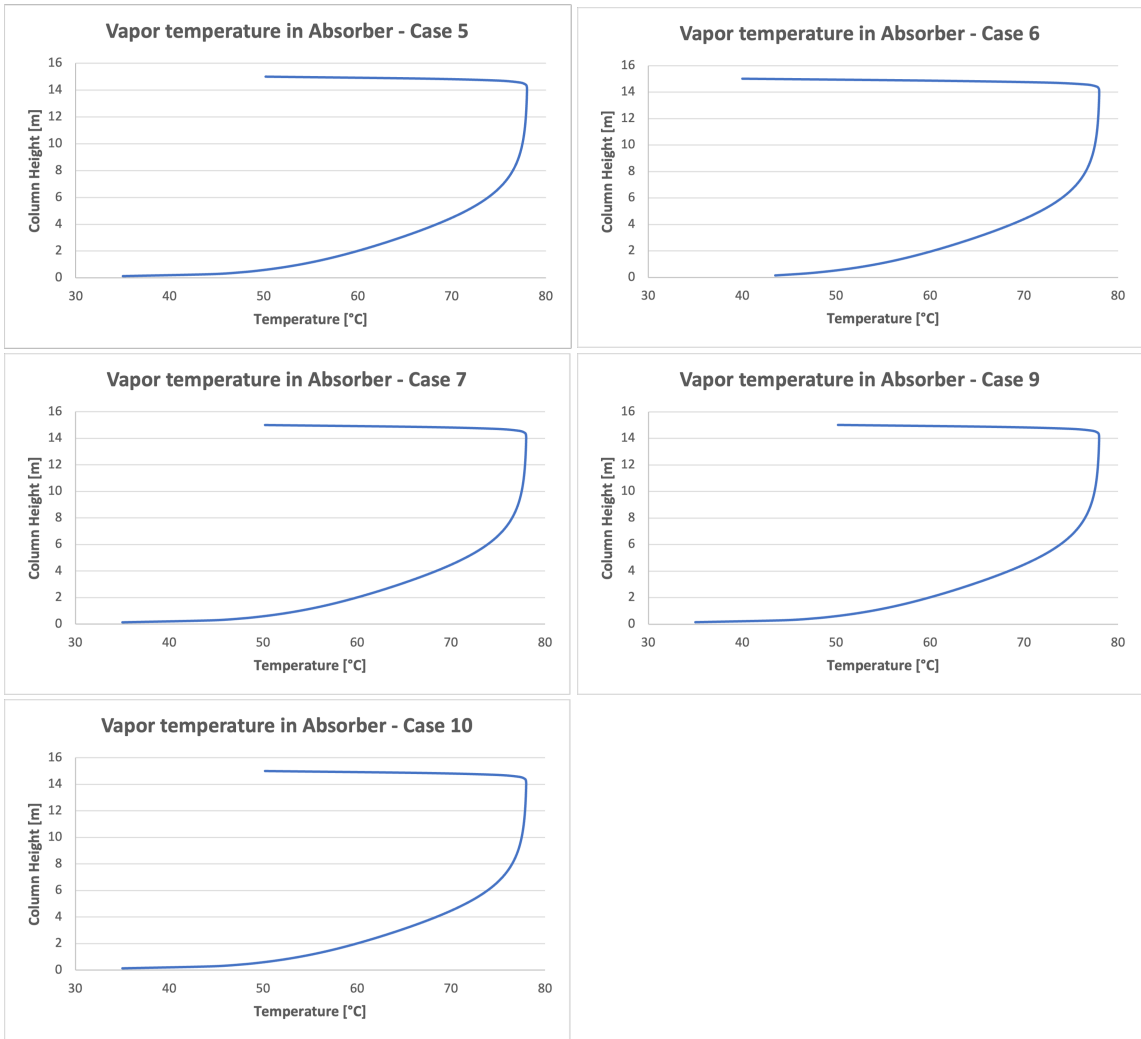 Vapor temperature in Absorber - Case 5
16
14
12
10
8
6
4
2
0
Column Height [m]
30 40 50 60 70 80
Temperature [°C]
Vapor temperature in Absorber - Case 6
16
14
12
10
8
6
4
2
0
Column Height [m]
30 40 50 60 70 80
Temperature [°C]
Vapor temperature in Absorber - Case 7
16
14
12
10
8
6
4
2
0
Column Height [m]
30 40 50 60 70 80
Temperature [°C]
Vapor temperature in Absorber - Case 9
16
14
12
10
8
6
4
2
0
Column Height [m]
30 40 50 60 70 80
Temperature [°C]
Vapor temperature in Absorber - Case 10
16
14
12
10
8
6
4
2
0
Column Height [m]
30 40 50 60 70 80
Temperature [°C]